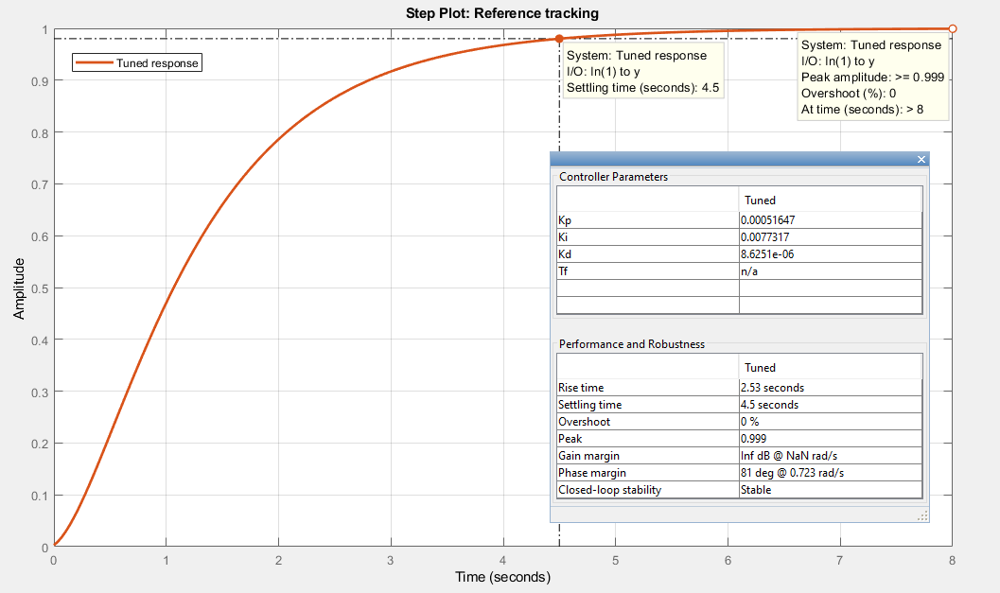 Step Plot: Reference tracking
1
0.9
0.8
0.7
0.6
0.5
0.4
0.3
0.2
0.1
0
Amplitude
Tuned response
System: Tuned response
I/O: In(1) to y
Settling time (seconds): 4.5
System: Tuned response
I/O: In(1) to y
Peak amplitude: >= 0.999
Overshoot (%): 0
At time (seconds): > 8
Controller Parameters
Tuned
Kp 0.00051647
Ki 0.0077317
Kd 8.6251e-06
Tf n/a
Performance and Robustness
Tuned
Rise time 2.53 seconds
Settling time 4.5 seconds
Overshoot 0 %
Peak 0.999
Gain margin Inf dB @ NaN rad/s
Phase margin 81 deg @ 0.723 rad/s
Closed-loop stability Stable
0 1 2 3 4 5 6 7 8
Time (seconds)